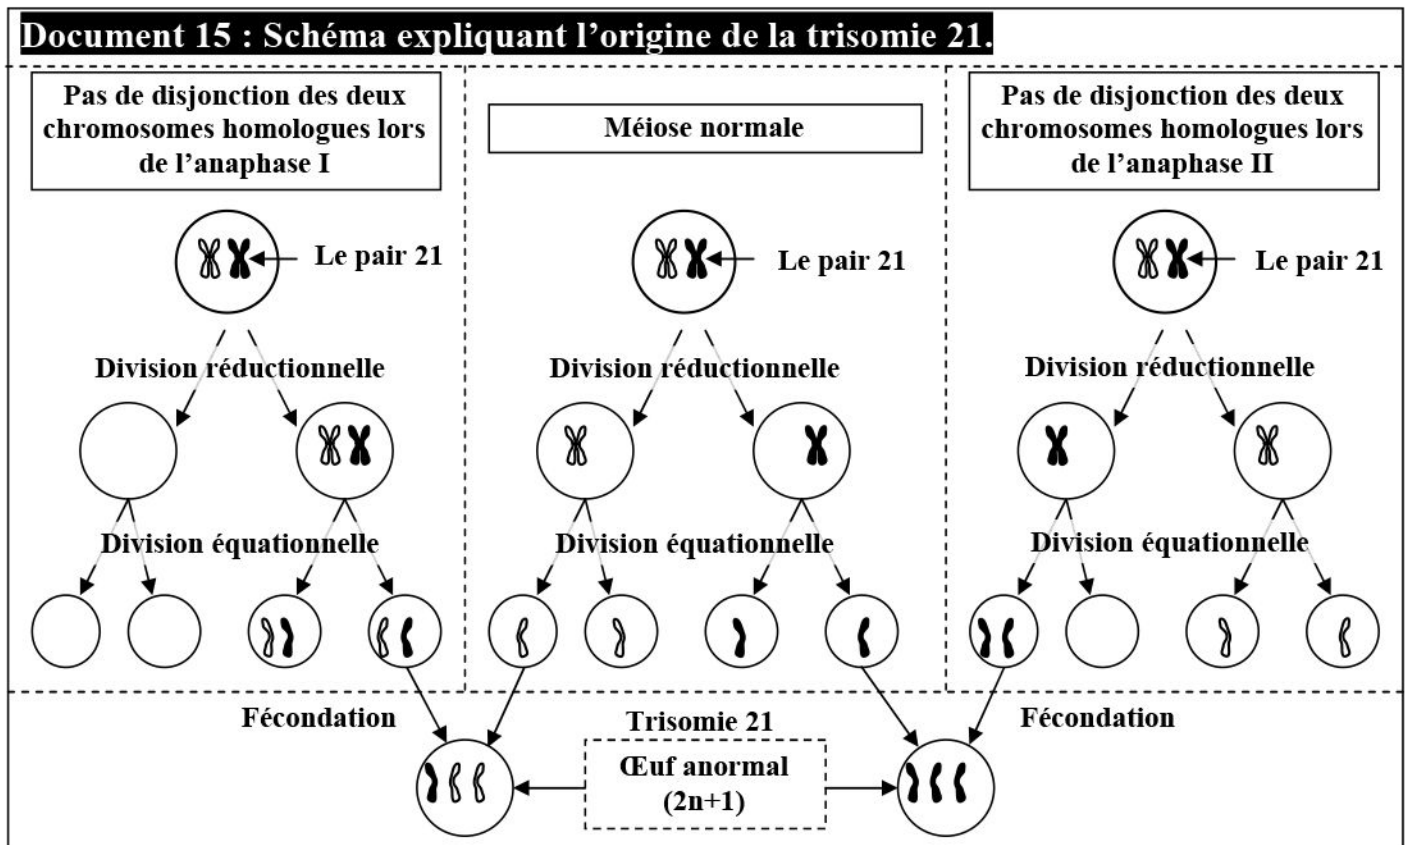 Document 15 : Schéma expliquant l’origine de la trisomie 21.
Pas de disjonction des deux
chromosomes homologues lors
de l’anaphase I
Méiose normale
Pas de disjonction des deux
chromosomes homologues lors
de l’anaphase II
Le pair 21
Le pair 21
Le pair 21
Division réductionnelle
Division réductionnelle
Division réductionnelle
Division équationnelle
Division équationnelle
Division équationnelle
Fécondation
Trisomie 21
Fécondation
Œuf anormal
(2n+1)